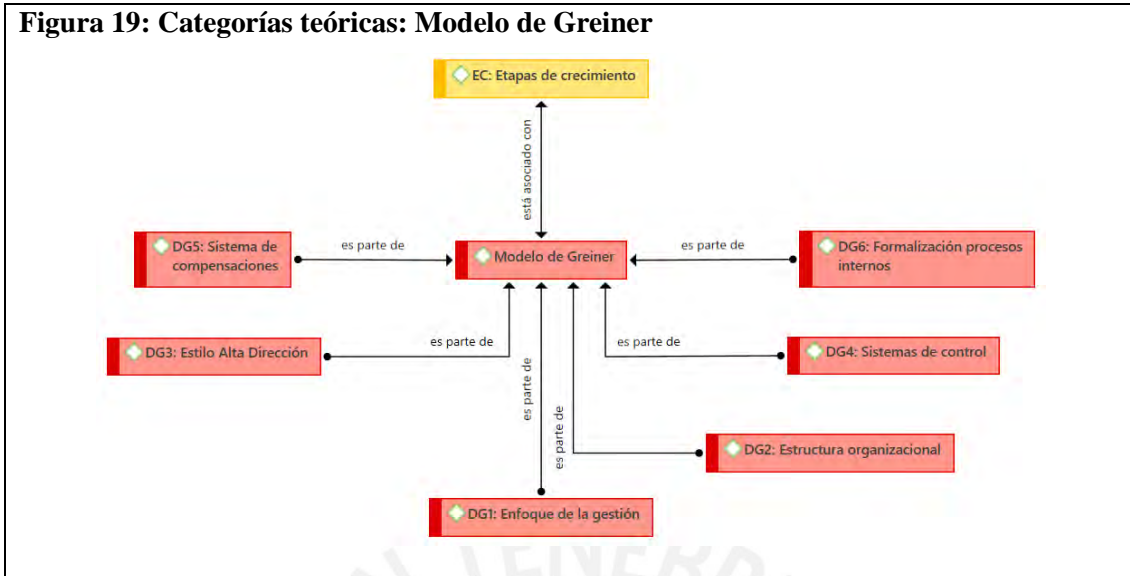 Figura 19: Categorías teóricas: Modelo de Greiner
EC: Etapas de crecimiento
está asociado con
DG5: Sistema de
compensaciones
es parte de
Modelo de Greiner
es parte de
DG6: Formalización procesos
internos
DG3: Estilo Alta Dirección
es parte de
es parte de
es parte de
es parte de
DG4: Sistemas de control
DG2: Estructura organizacional
DG1: Enfoque de la gestión